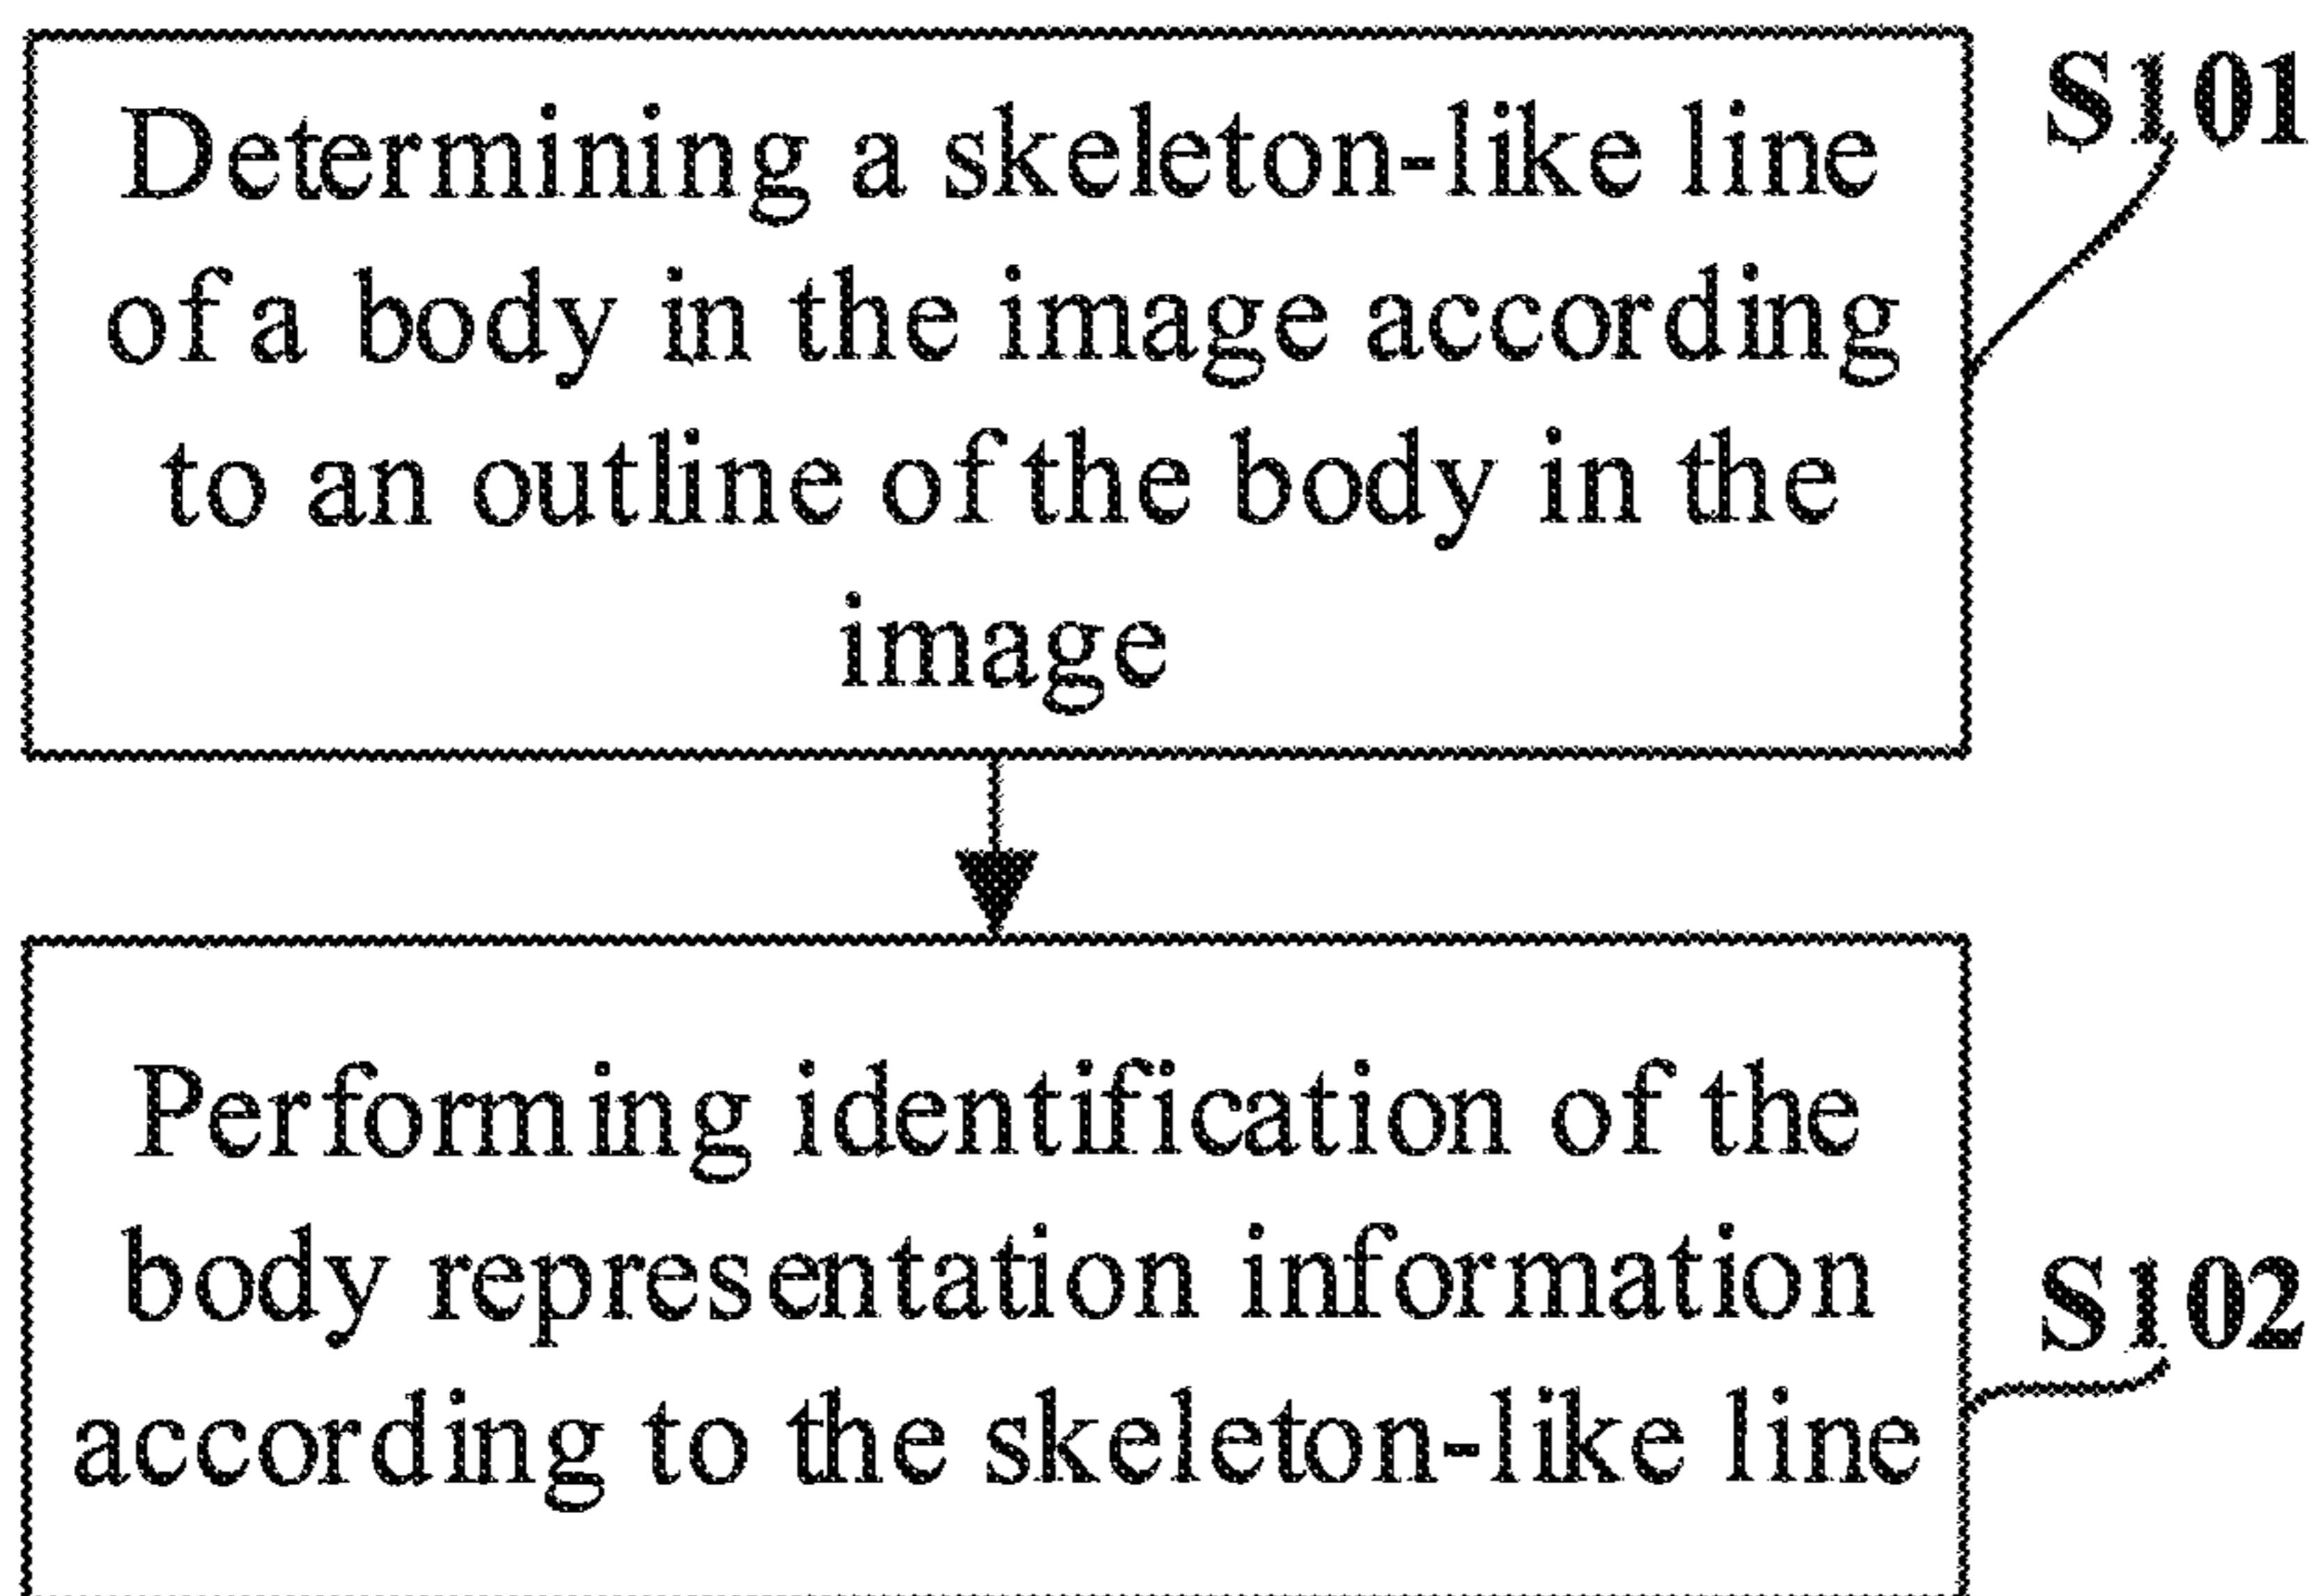 Determining a skeleton-like line
of a body in the image according
to an outline of the body in the
image
S101
Performing identification of the
body representation information
according to the skeleton-like line
S102